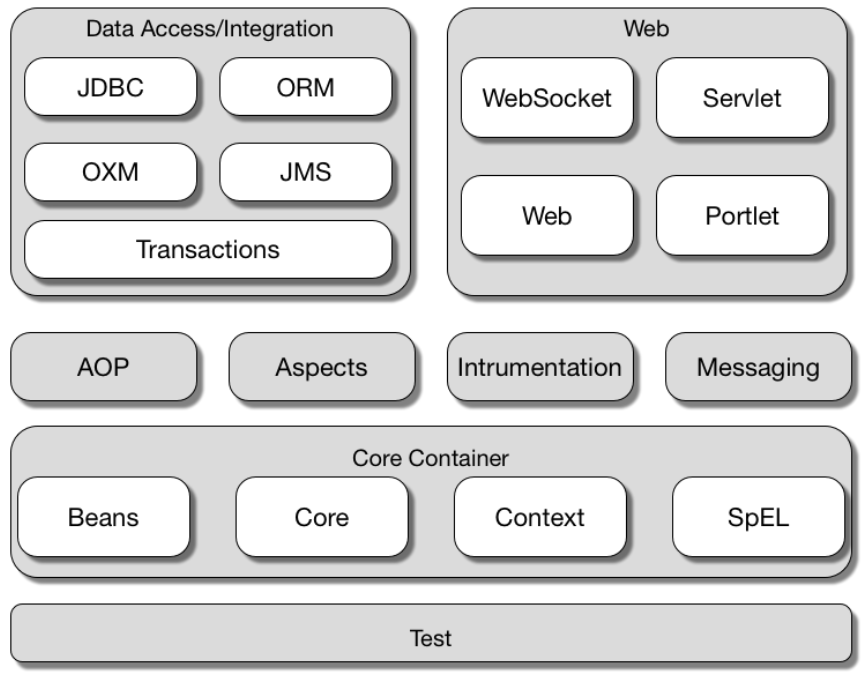 Data Access/Integration
JDBC
ORM
OXM
JMS
Transactions
Web
WebSocket
Servlet
Web
Portlet
AOP
Aspects
Intrumentation
Messaging
Core Container
Beans
Core
Context
SpEL
Test